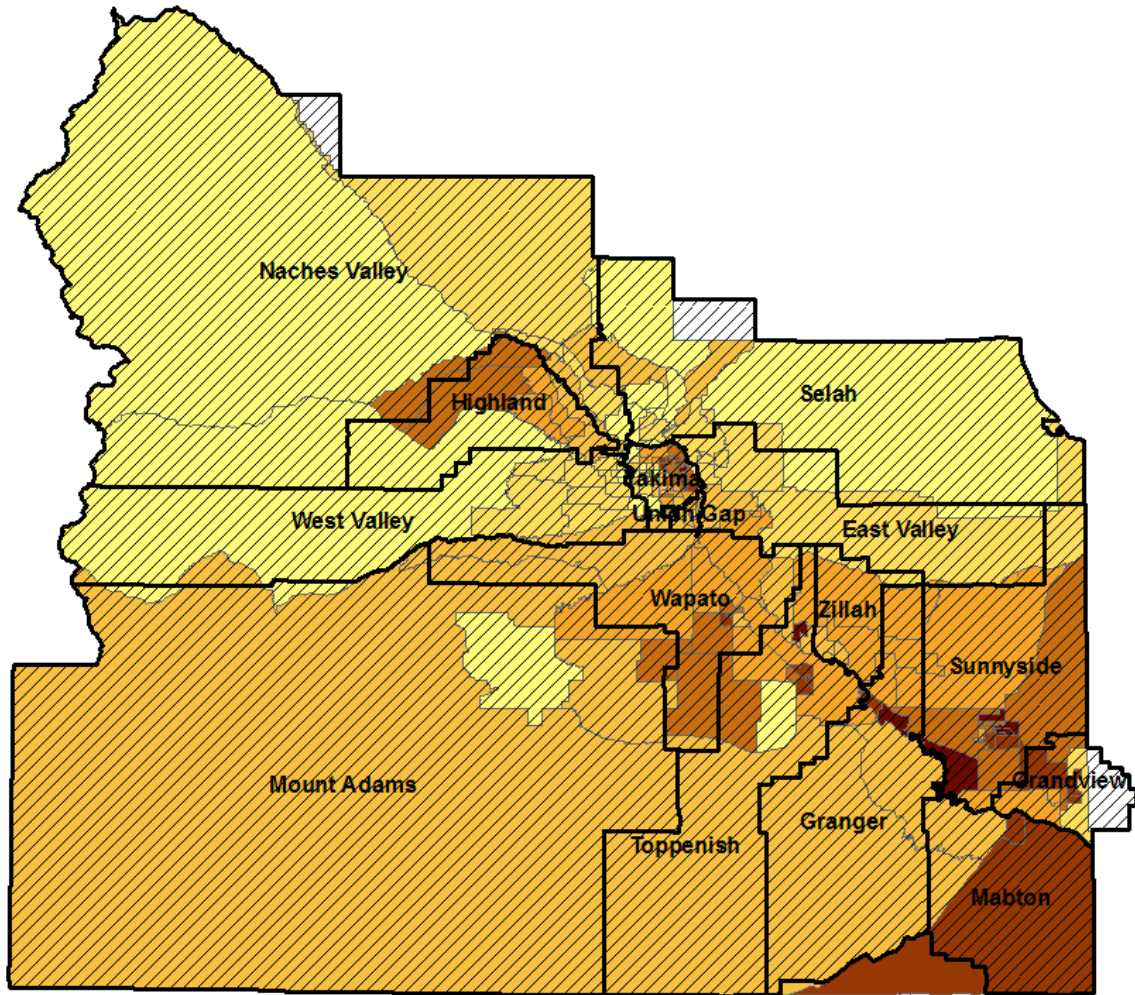 Naches Valley
Selah
Highland
Yakima
West Valley
Union Gap
East Valley
Wapato
Zillah
Sunnyside
Mount Adams
Grandview
Granger
Toppenish
Mabton